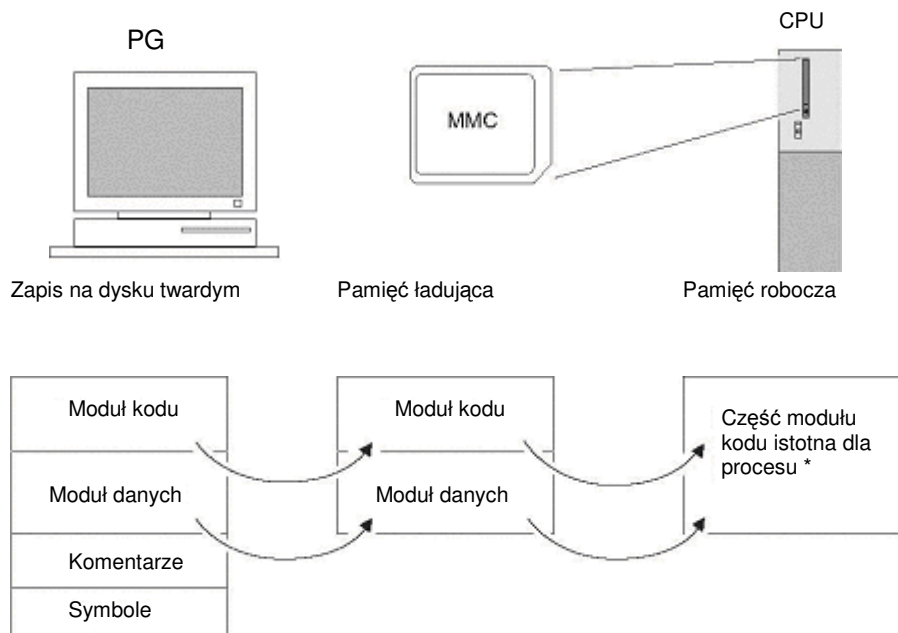 PG
CPU
MMC
Zapis na dysku twardym
Pamięć ładująca
Pamięć robocza
Moduł kodu
Moduł kodu
Część modułu
kodu istotna dla
procesu *
Moduł danych
Moduł danych
Komentarze
Symbole